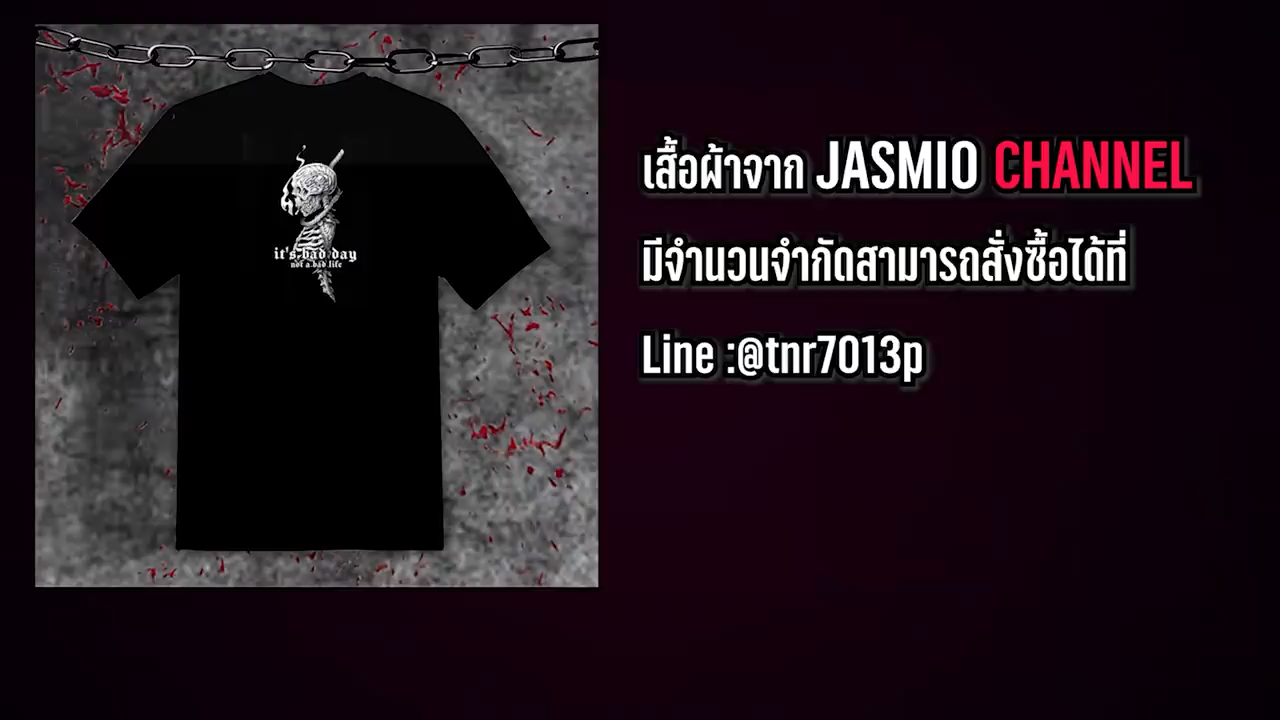 it's bad day
not a bad life
เสื้อผ้าจาก JASMIO CHANNEL
มีจำนวนจำกัดสามารถสั่งซื้อได้ที่
Line :@tnr7013p